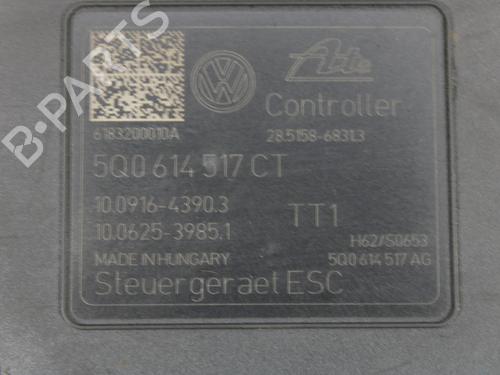 B-PARTS
VW
Ate
Controller
6183200010A
28.5158-6831.3
5Q0 614 517 CT
10.0916-4390.3
TT1
10.0625-3985.1
H62/S0653
MADE IN HUNGARY
5Q0 614 517 AG
Steuergeraet ESC